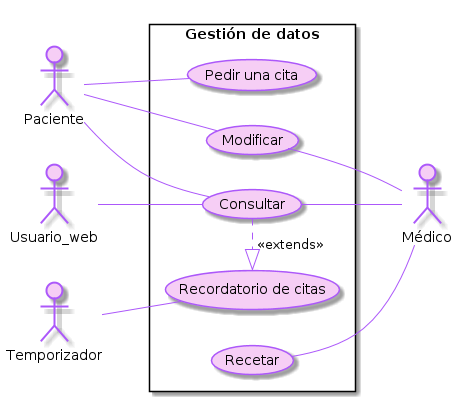 Gestión de datos
Pedir una cita
Paciente
Modificar
Consultar
Usuario_web
Médico
«extends»
Recordatorio de citas
Temporizador
Recetar